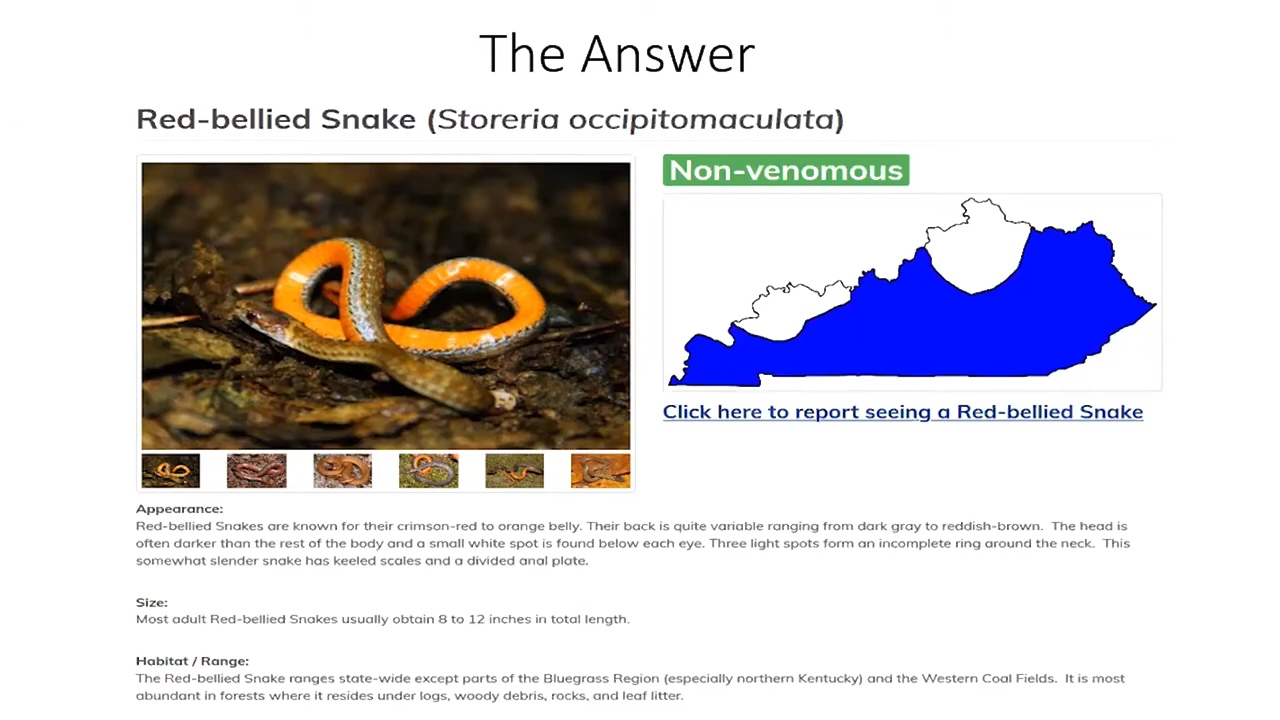 The Answer
Red-bellied Snake (Storeria occipitomaculata)
Non-venomous
Click here to report seeing a Red-bellied Snake
Appearance:
Red-bellied Snakes are known for their crimson-red to orange belly. Their back is quite variable ranging from dark gray to reddish-brown. The head is
often darker than the rest of the body and a small white spot is found below each eye. Three light spots form an incomplete ring around the neck. This
somewhat slender snake has keeled scales and a divided anal plate.
Size:
Most adult Red-bellied Snakes usually obtain 8 to 12 inches in total length.
Habitat / Range:
The Red-bellied Snake ranges state-wide except parts of the Bluegrass Region (especially northern Kentucky) and the Western Coal Fields. It is most
abundant in forests where it resides under logs, woody debris, rocks, and leaf litter.